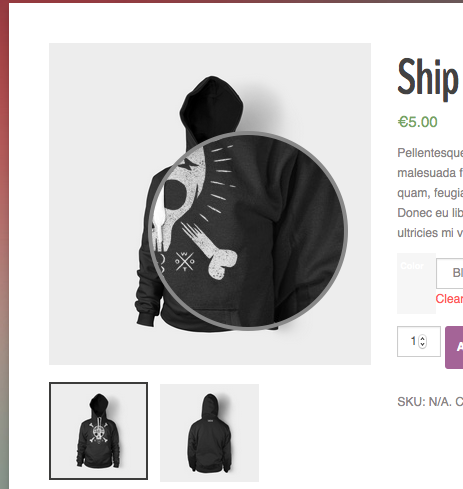 Ship
€5.00
Pellentesque
malesuada f
quam, feugia
Donec eu lib
ultricies mi v
Color
Bl
Clear
1
A
SKU: N/A. C
W
O O
T